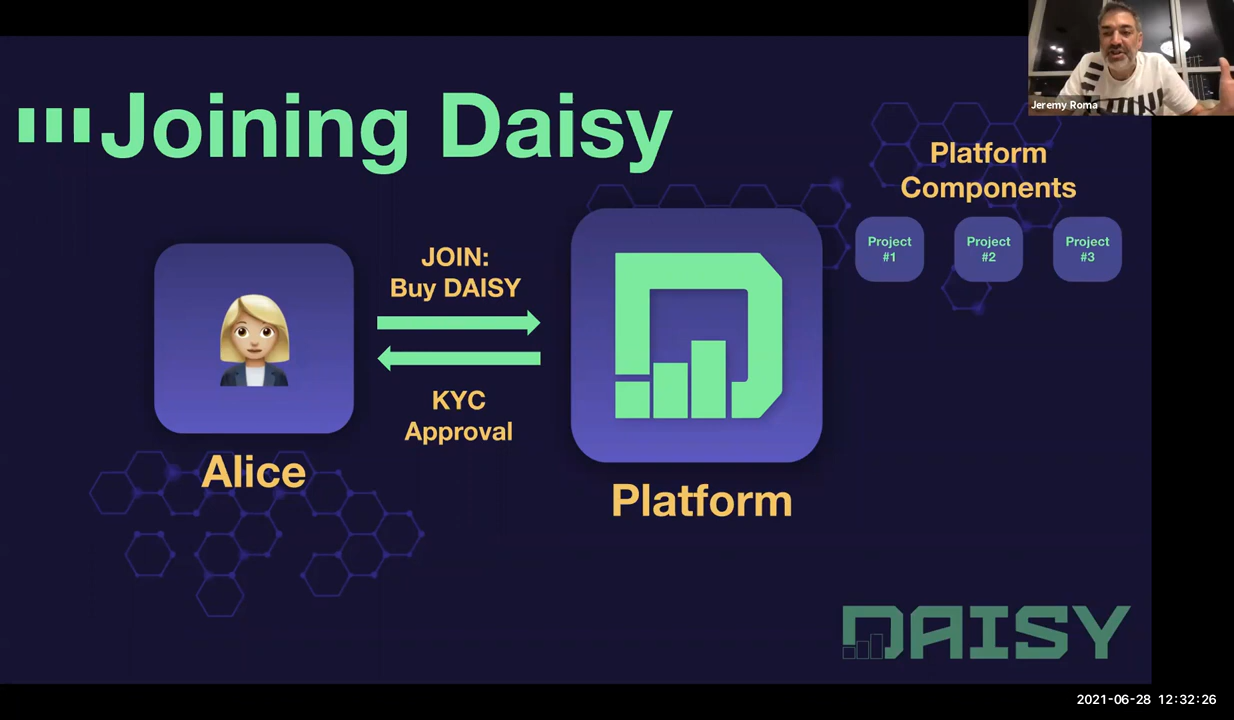 Joining Daisy
Jeremy Roma
Platform
Components
Project
#1
Project
#2
Project
#3
JOIN:
Buy DAISY
KYC
Approval
Alice
Platform
DAISY
2021-06-28 12:32:26